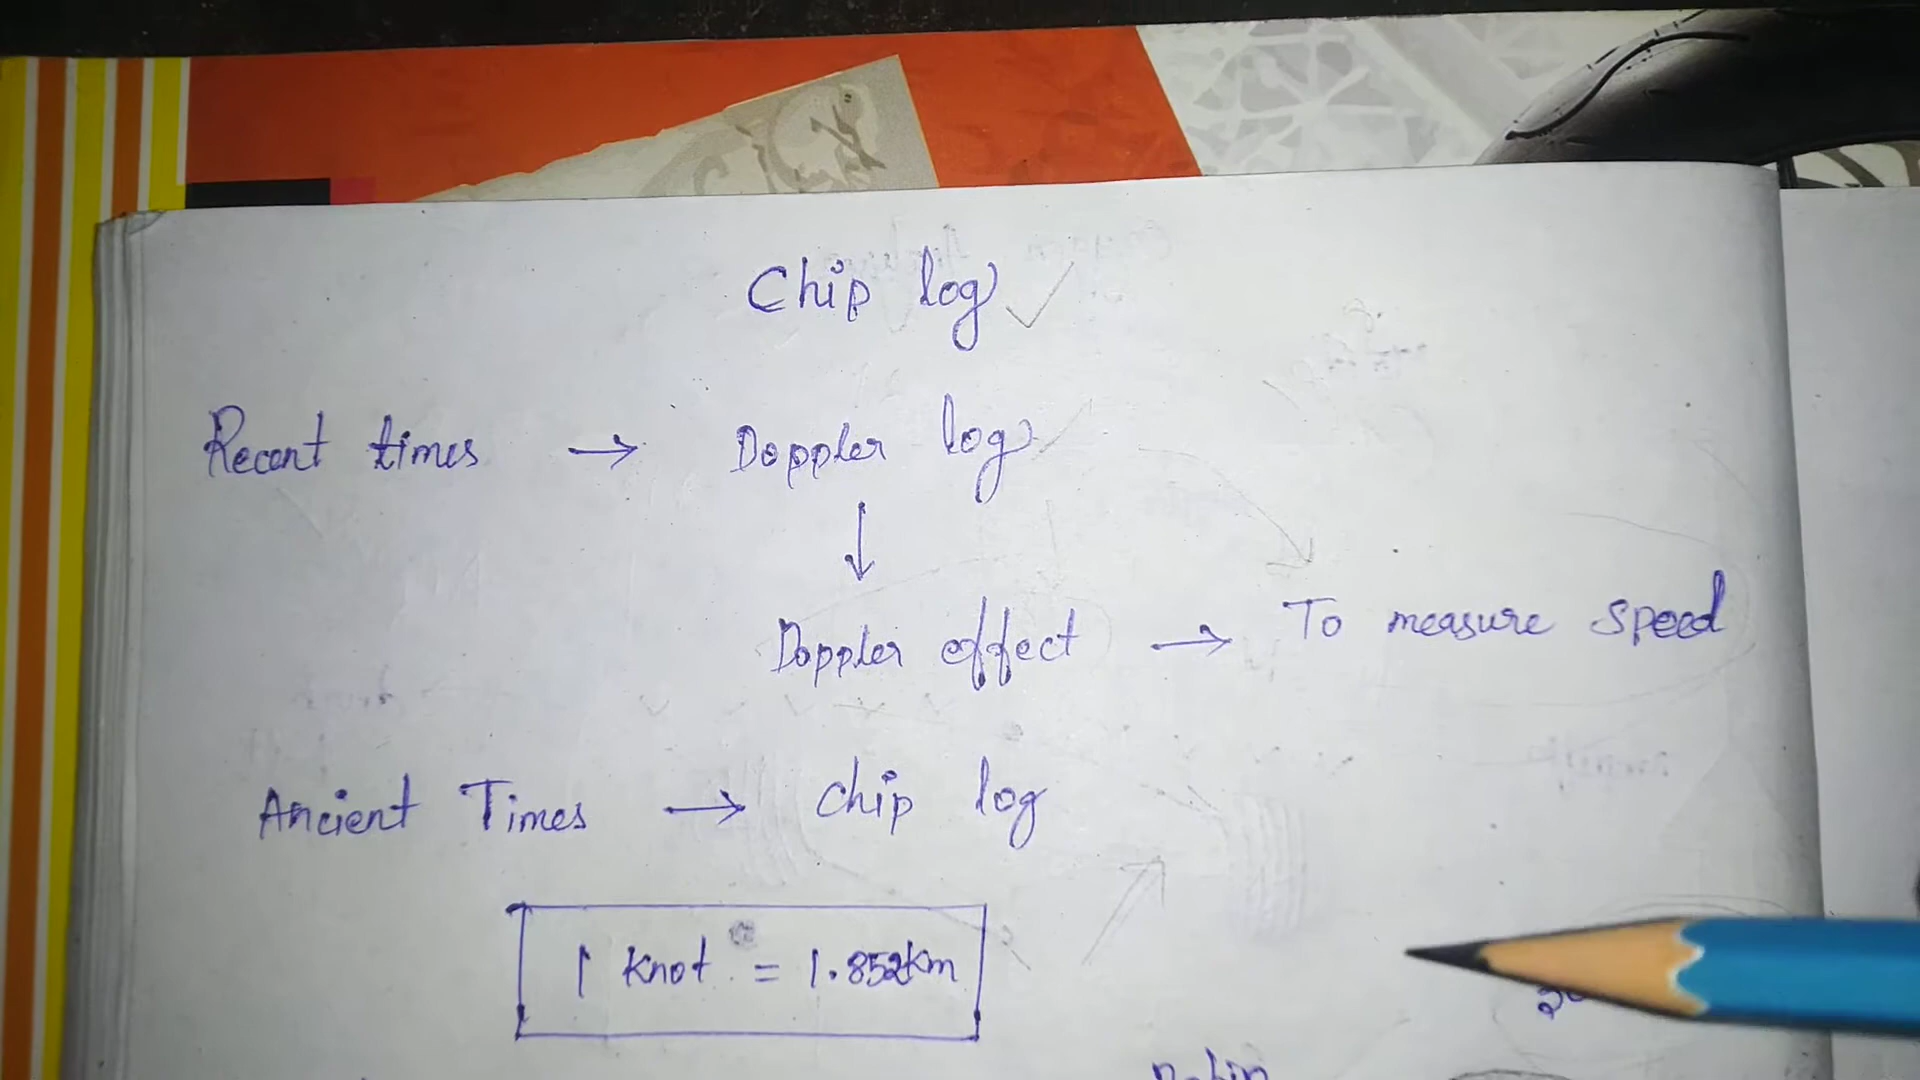 Chip log
Recent times → Doppler log
↓
Doppler effect → To measure speed
Ancient Times → Chip log
1 Knot = 1.852Km